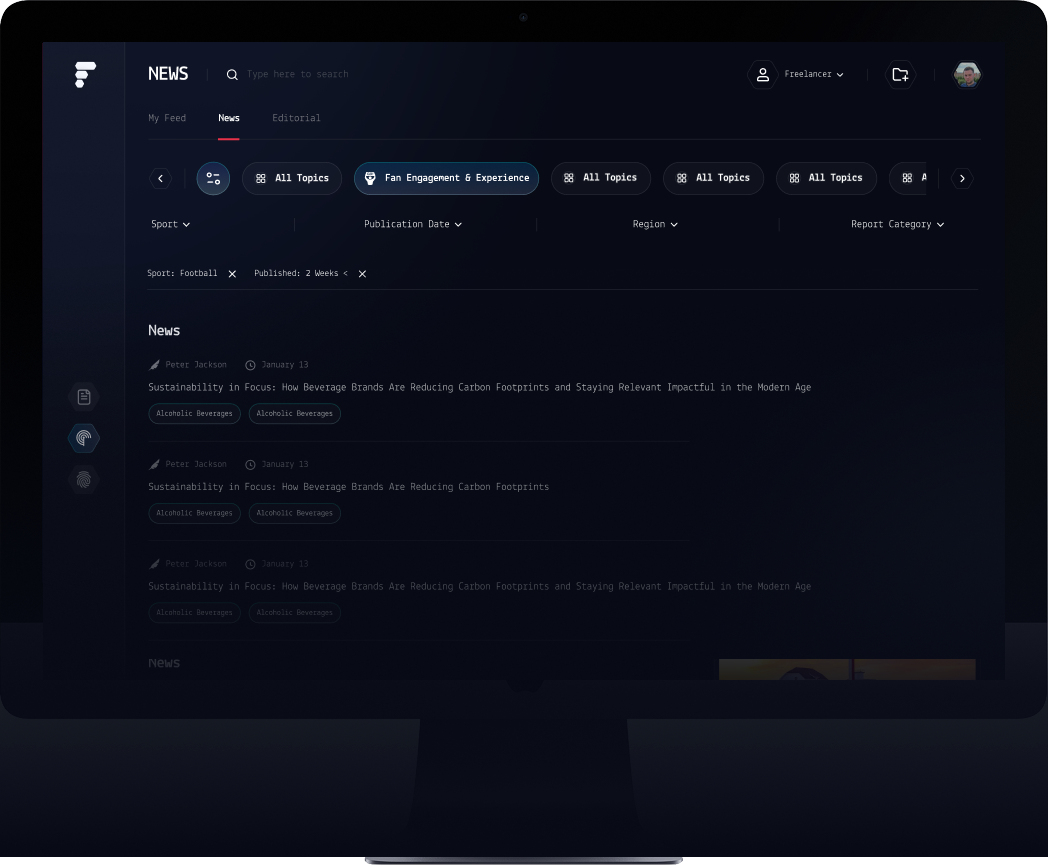 NEWS
Type here to search
Freelancer
My Feed
News
Editorial
All Topics
Fan Engagement & Experience
All Topics
All Topics
All Topics
A
Sport
Publication Date
Region
Report Category
Sport: Football
Published: 2 Weeks <
News
Peter Jackson
January 13
Sustainability in Focus: How Beverage Brands Are Reducing Carbon Footprints and Staying Relevant Impactful in the Modern Age
Alcoholic Beverages
Alcoholic Beverages
Peter Jackson
January 13
Sustainability in Focus: How Beverage Brands Are Reducing Carbon Footprints
Alcoholic Beverages
Alcoholic Beverages
Peter Jackson
January 13
Sustainability in Focus: How Beverage Brands Are Reducing Carbon Footprints and Staying Relevant Impactful in the Modern Age
Alcoholic Beverages
Alcoholic Beverages
News